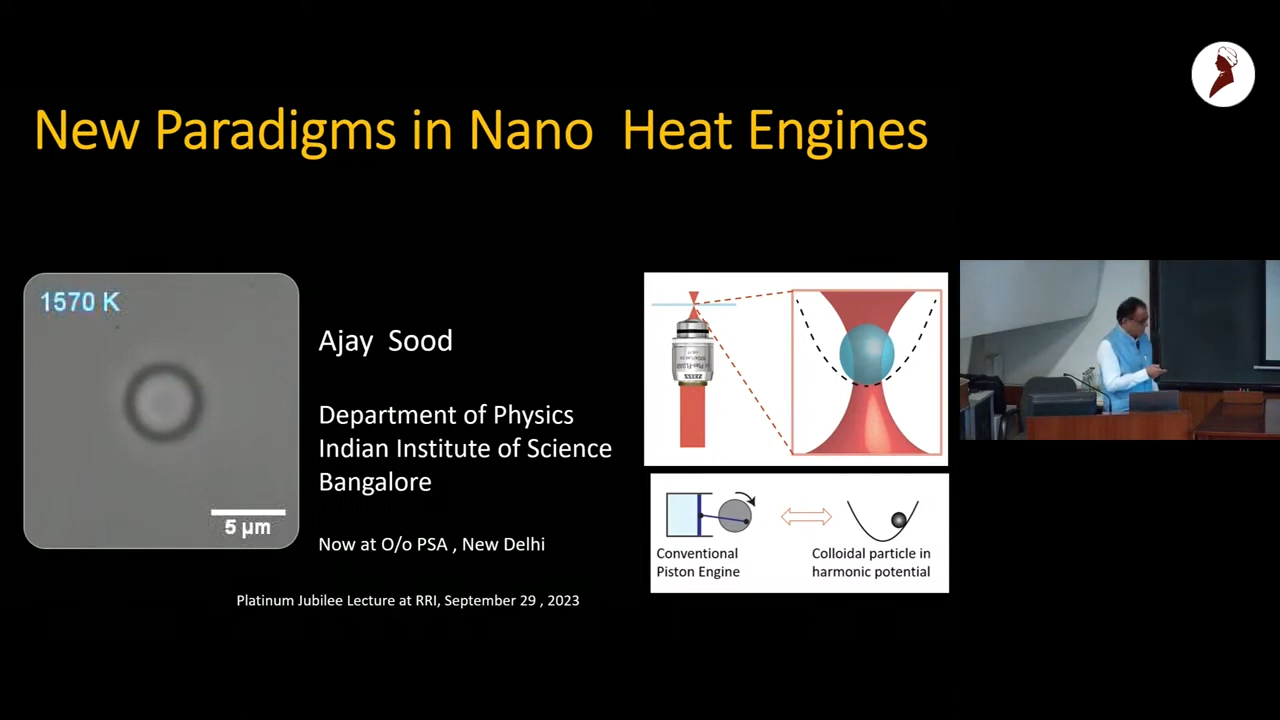 New Paradigms in Nano Heat Engines
1570 K
5 µm
Ajay Sood
Department of Physics
Indian Institute of Science
Bangalore
Now at O/o PSA , New Delhi
Platinum Jubilee Lecture at RRI, September 29 , 2023
ZEISS
Conventional
Piston Engine
Colloidal particle in
harmonic potential